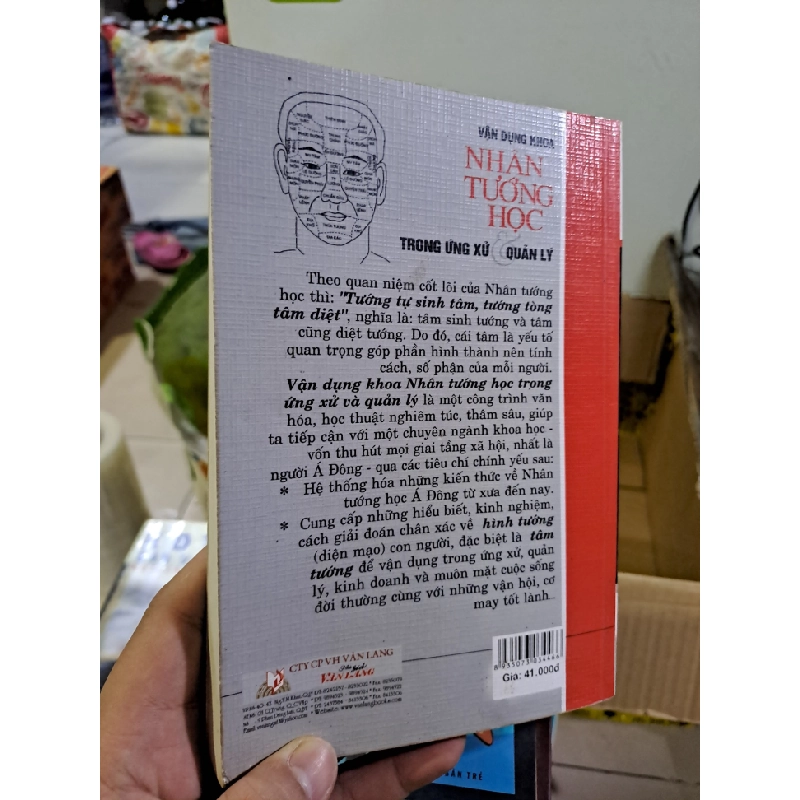 VẬN DỤNG KHOA
NHÂN
TƯỚNG
HỌC
TRONG ỨNG XỬ & QUẢN LÝ
Theo quan niệm cốt lõi của Nhân tướng
học thì: "Tướng tự sinh tâm, tướng tòng
tâm diệt", nghĩa là: tâm sinh tướng và tâm
cũng diệt tướng. Do đó, cái tâm là yếu tố
quan trọng góp phần hình thành nên tính
cách, số phận của mỗi người.
Vận dụng khoa Nhân tướng học trong
ứng xử và quản lý là một công trình văn
hóa, học thuật nghiêm túc, thâm sâu, giúp
ta tiếp cận với một chuyên ngành khoa học -
vốn thu hút mọi giai tầng xã hội, nhất là
người Á Đông - qua các tiêu chí chính yếu sau:
* Hệ thống hóa những kiến thức về Nhân
tướng học Á Đông từ xưa đến nay.
* Cung cấp những hiểu biết, kinh nghiệm,
cách giải đoán chân xác về hình tướng
(diện mạo) con người, đặc biệt là tâm
tướng để vận dụng trong ứng xử, quản
lý, kinh doanh và muôn mặt cuộc sống
đời thường cùng với những vận hội, cơ
may tốt lành...
CTY CP VH VĂN LANG
VĂN LANG
Giá: 41.000đ